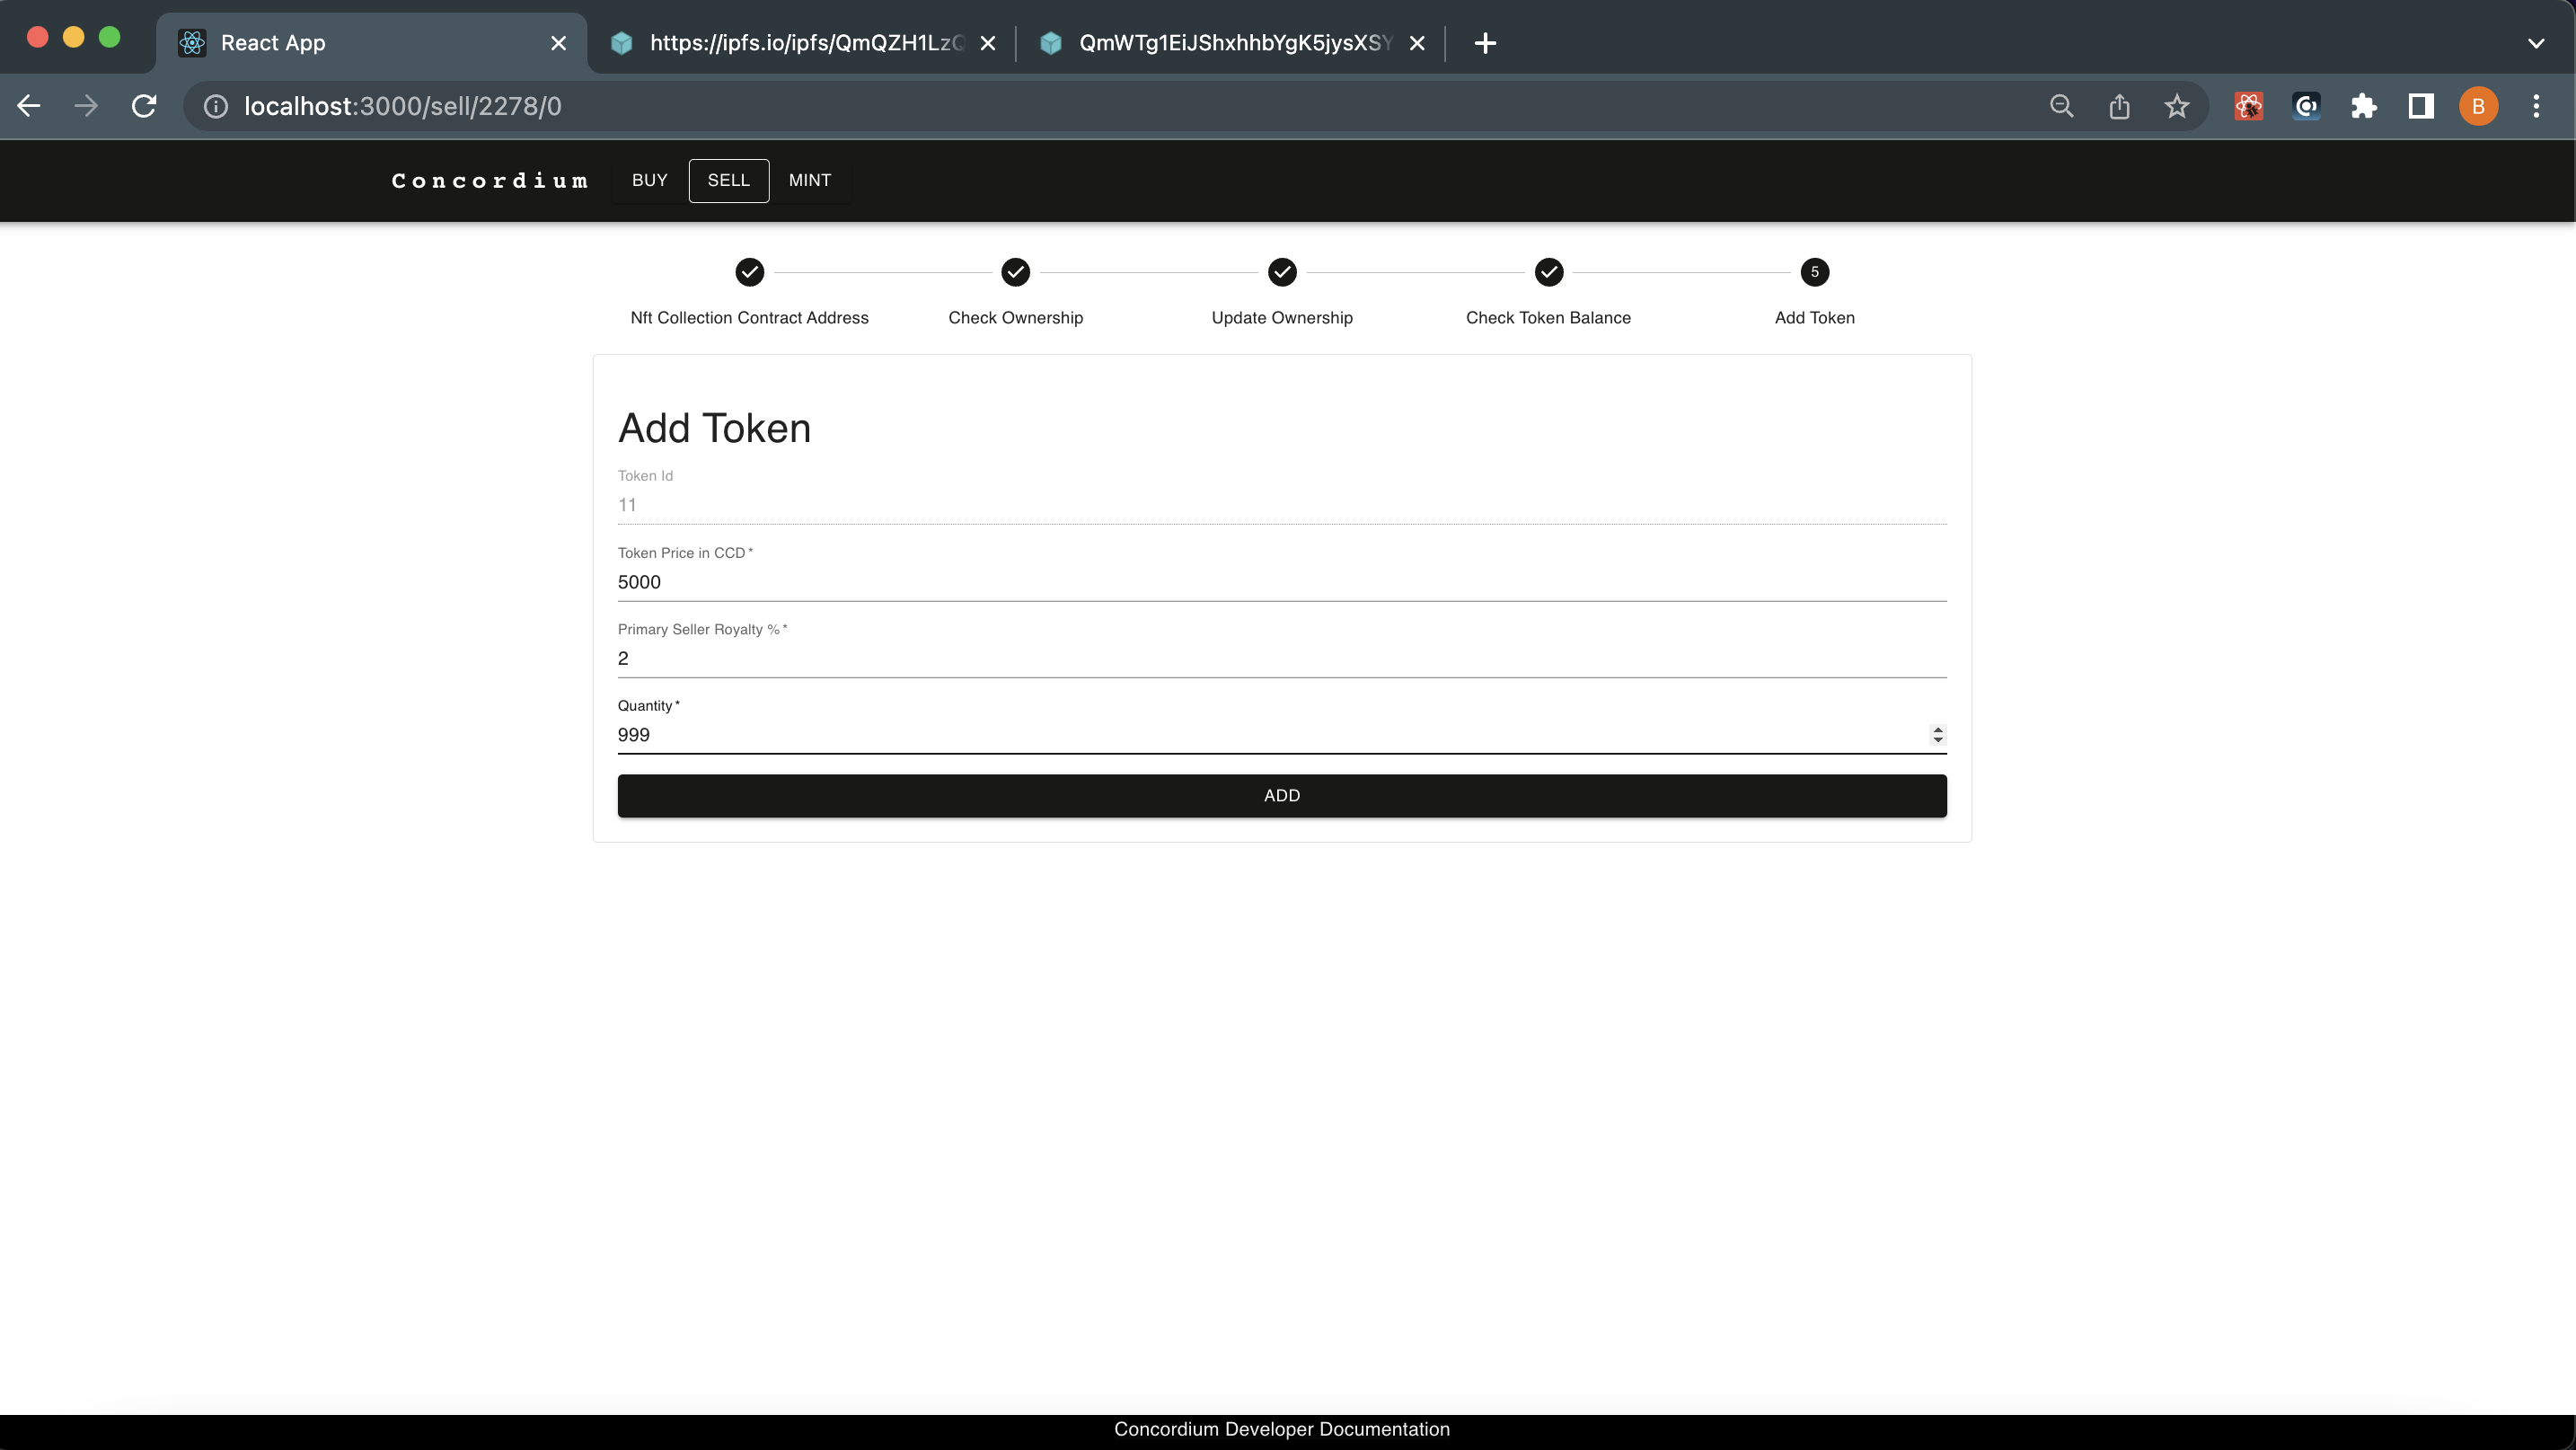 React App
https://ipfs.io/ipfs/QmQZH1LzQ
QmWTg1EiJShxhhbYgK5jysXSY
localhost:3000/sell/2278/0
B
Concordium BUY SELL MINT
5
Nft Collection Contract Address Check Ownership Update Ownership Check Token Balance Add Token
Add Token
Token Id
11
Token Price in CCD *
5000
Primary Seller Royalty % *
2
Quantity *
999
ADD
Concordium Developer Documentation